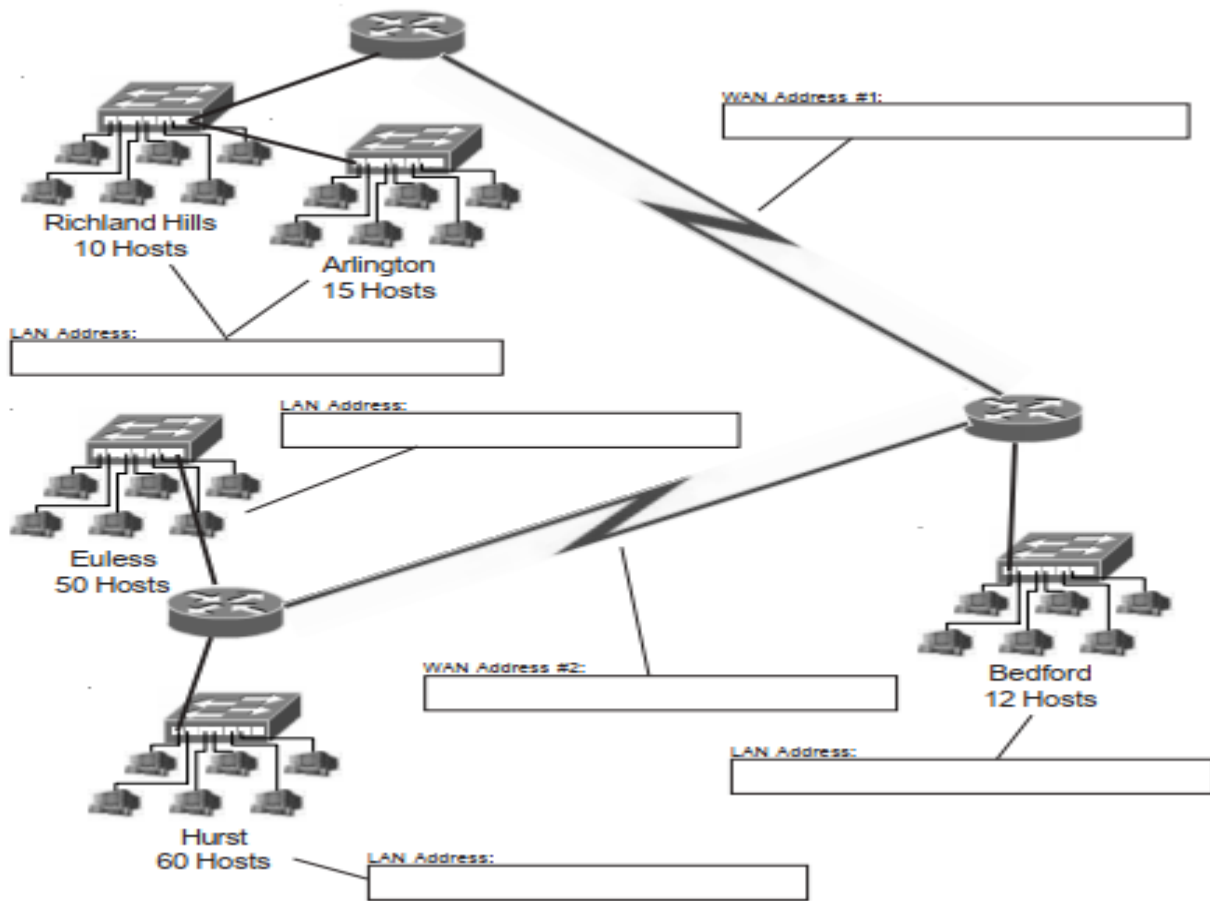 WAN Address #1:
Richland Hills
10 Hosts
Arlington
15 Hosts
LAN Address:
LAN Address:
Euless
50 Hosts
WAN Address #2:
Bedford
12 Hosts
LAN Address:
Hurst
60 Hosts
LAN Address: